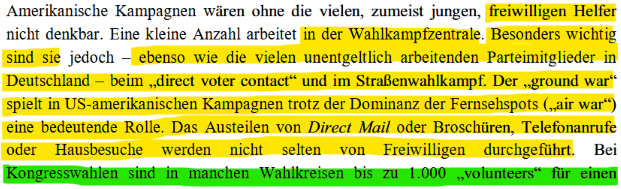 Amerikanische Kampagnen wären ohne die vielen, zumeist jungen, freiwilligen Helfer
nicht denkbar. Eine kleine Anzahl arbeitet in der Wahlkampfzentrale. Besonders wichtig
sind sie jedoch – ebenso wie die vielen unentgeltlich arbeitenden Parteimitglieder in
Deutschland – beim „direct voter contact“ und im Straßenwahlkampf. Der „ground war“
spielt in US-amerikanischen Kampagnen trotz der Dominanz der Fernsehspots („air war“)
eine bedeutende Rolle. Das Austeilen von Direct Mail oder Broschüren, Telefonanrufe
oder Hausbesuche werden nicht selten von Freiwilligen durchgeführt. Bei
Kongresswahlen sind in manchen Wahlkreisen bis zu 1.000 „volunteers“ für einen